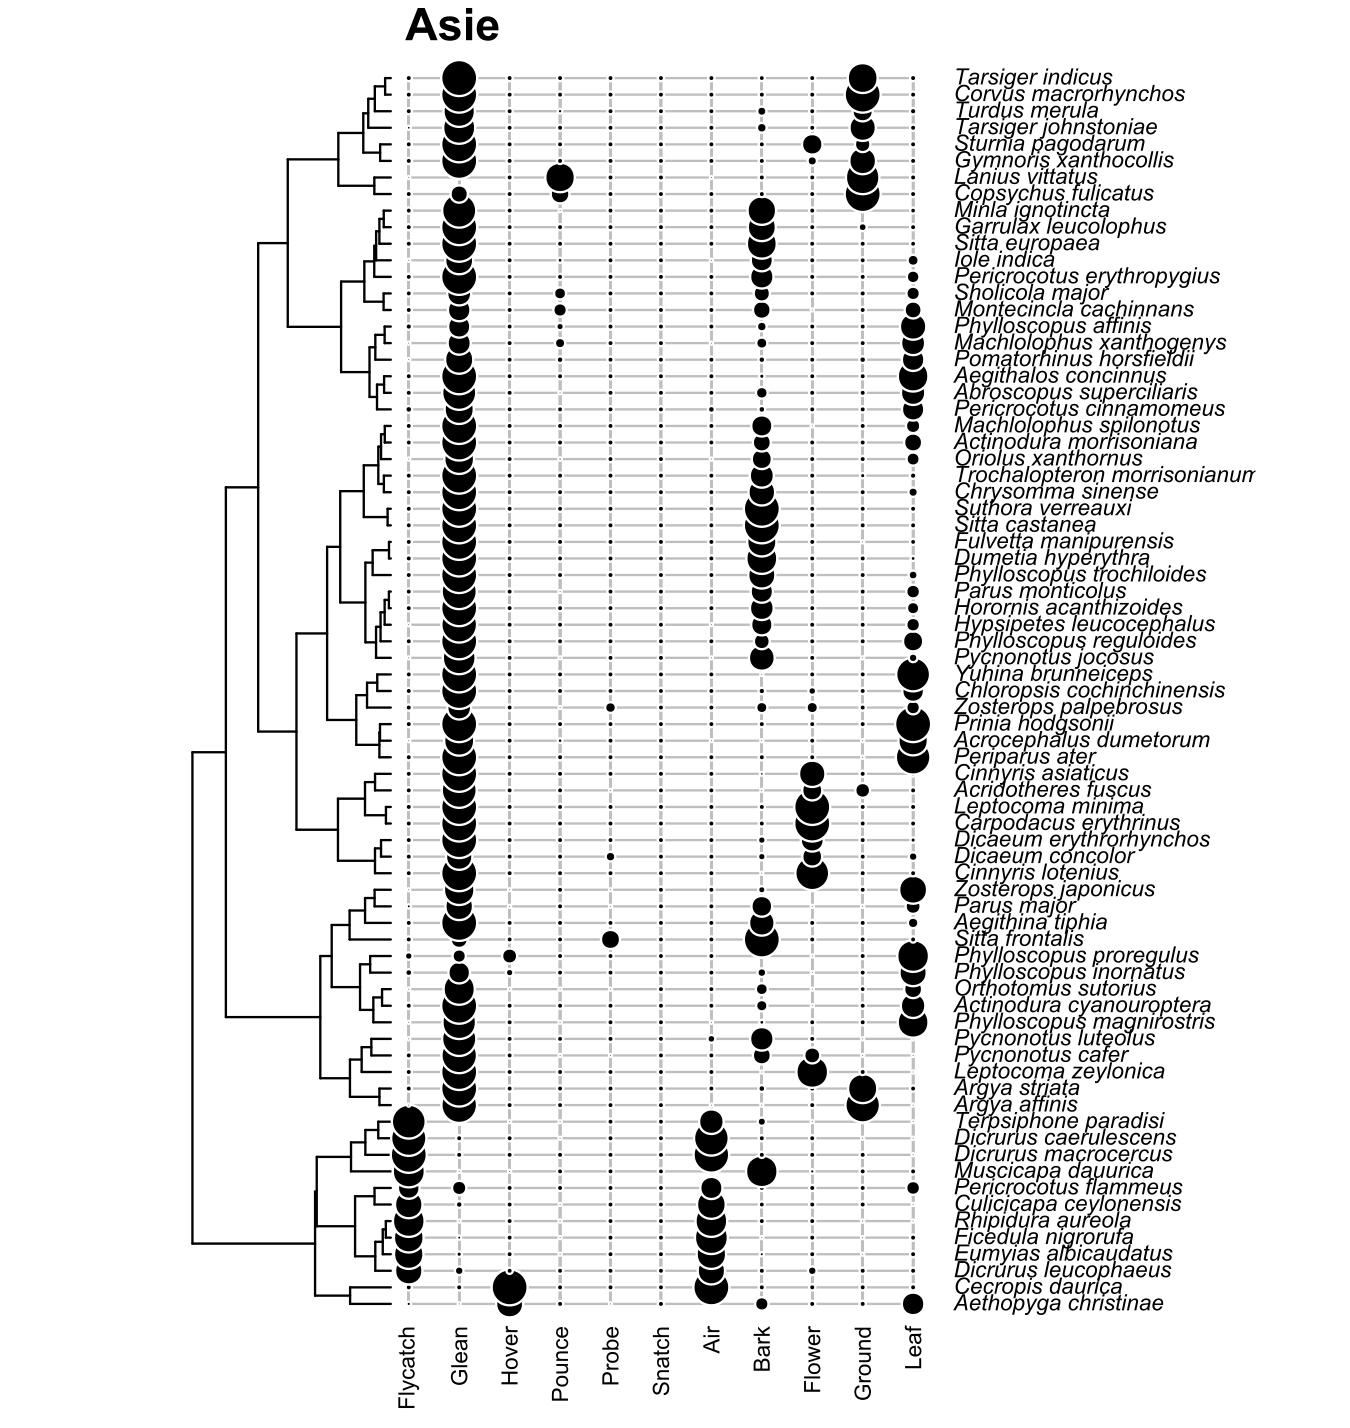 Asie
Tarsiger indicus
Corvus macrorhynchos
Turdus merula
Tarsiger johnstoniae
Sturnia pagodarum
Gymnoris xanthocollis
Lanius vittatus
Copsychus fulicatus
Minla ignotincta
Garrulax leucolophus
Sitta europaea
Iole indica
Pericrocotus erythropygius
Sholicola major
Montecincla cachinnans
Phylloscopus affinis
Machlolophus xanthogenys
Pomatorhinus horsfieldii
Aegithalos concinnus
Abroscopus superciliaris
Pericrocotus cinnamomeus
Machlolophus spilonotus
Actinodura morrisoniana
Oriolus xanthornus
Trochalopteron morrisonianum
Chrysomma sinense
Suthora verreauxi
Sitta castanea
Fulvetta manipurensis
Dumetia hyperythra
Phylloscopus trochiloides
Parus monticolus
Horornis acanthizoides
Hypsipetes leucocephalus
Phylloscopus reguloides
Pycnonotus jocosus
Yuhina brunneiceps
Chloropsis cochinchinensis
Zosterops palpebrosus
Prinia hodgsonii
Acrocephalus dumetorum
Periparus ater
Cinnyris asiaticus
Acridotheres fuscus
Leptocoma minima
Carpodacus erythrinus
Dicaeum erythrorhynchos
Dicaeum concolor
Cinnyris lotenius
Zosterops japonicus
Parus major
Aegithina tiphia
Sitta frontalis
Phylloscopus proregulus
Phylloscopus inornatus
Orthotomus sutorius
Actinodura cyanouroptera
Phylloscopus magnirostris
Pycnonotus luteolus
Pycnonotus cafer
Leptocoma zeylonica
Argya striata
Argya affinis
Terpsiphone paradisi
Dicrurus caerulescens
Dicrurus macrocercus
Muscicapa dauurica
Pericrocotus flammeus
Culicicapa ceylonensis
Rhipidura aureola
Ficedula nigrorufa
Eumyias albicaudatus
Dicrurus leucophaeus
Cecropis daurica
Aethopyga christinae
Flycatch
Glean
Hover
Pounce
Probe
Snatch
Air
Bark
Flower
Ground
Leaf